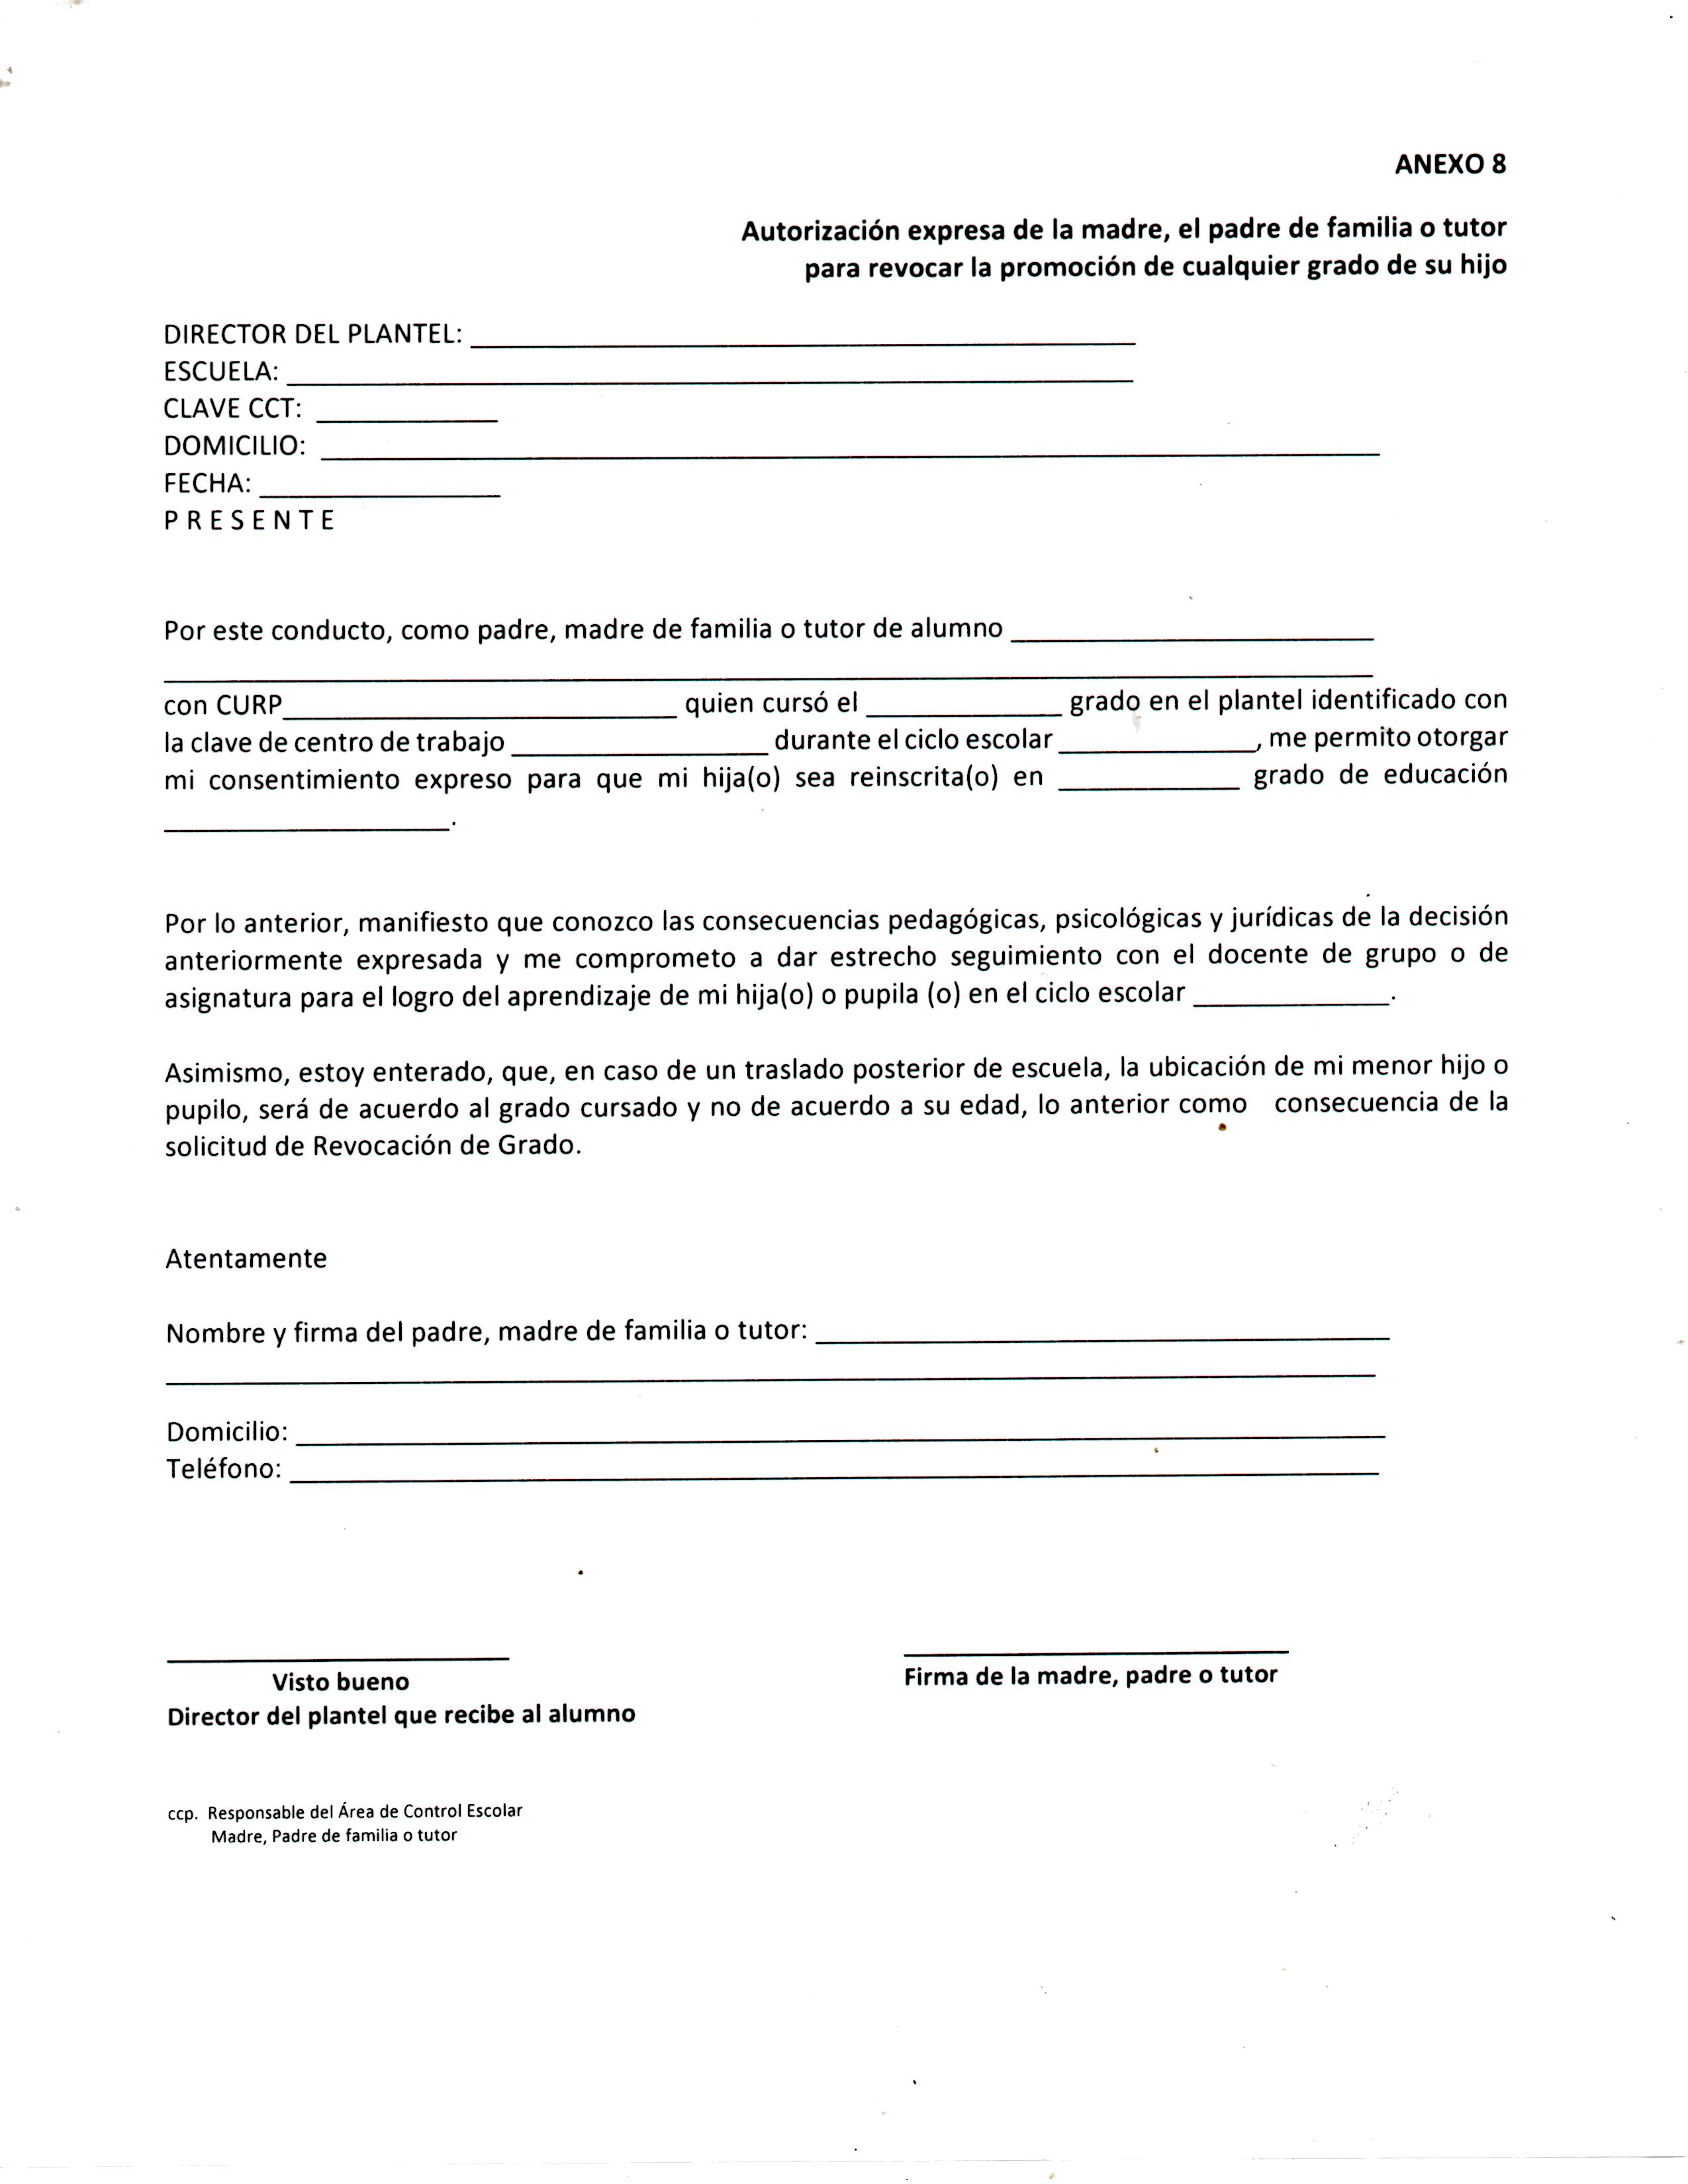 ANEXO 8
Autorización expresa de la madre, el padre de familia o tutor
para revocar la promoción de cualquier grado de su hijo
DIRECTOR DEL PLANTEL: ____________________
ESCUELA: ____________________
CLAVE CCT: __________
DOMICILIO: ____________________
FECHA: __________
P R E S E N T E
Por este conducto, como padre, madre de familia o tutor de alumno ____________________
____________________
con CURP____________________ quien cursó el __________ grado en el plantel identificado con
la clave de centro de trabajo __________ durante el ciclo escolar __________, me permito otorgar
mi consentimiento expreso para que mi hija(o) sea reinscrita(o) en __________ grado de educación
__________.
Por lo anterior, manifiesto que conozco las consecuencias pedagógicas, psicológicas y jurídicas de la decisión
anteriormente expresada y me comprometo a dar estrecho seguimiento con el docente de grupo o de
asignatura para el logro del aprendizaje de mi hija(o) o pupila (o) en el ciclo escolar __________.
Asimismo, estoy enterado, que, en caso de un traslado posterior de escuela, la ubicación de mi menor hijo o
pupilo, será de acuerdo al grado cursado y no de acuerdo a su edad, lo anterior como consecuencia de la
solicitud de Revocación de Grado.
Atentamente
Nombre y firma del padre, madre de familia o tutor: ____________________
____________________
Domicilio: ____________________
Teléfono: ____________________
Visto bueno
Director del plantel que recibe al alumno
Firma de la madre, padre o tutor
ccp. Responsable del Área de Control Escolar
Madre, Padre de familia o tutor